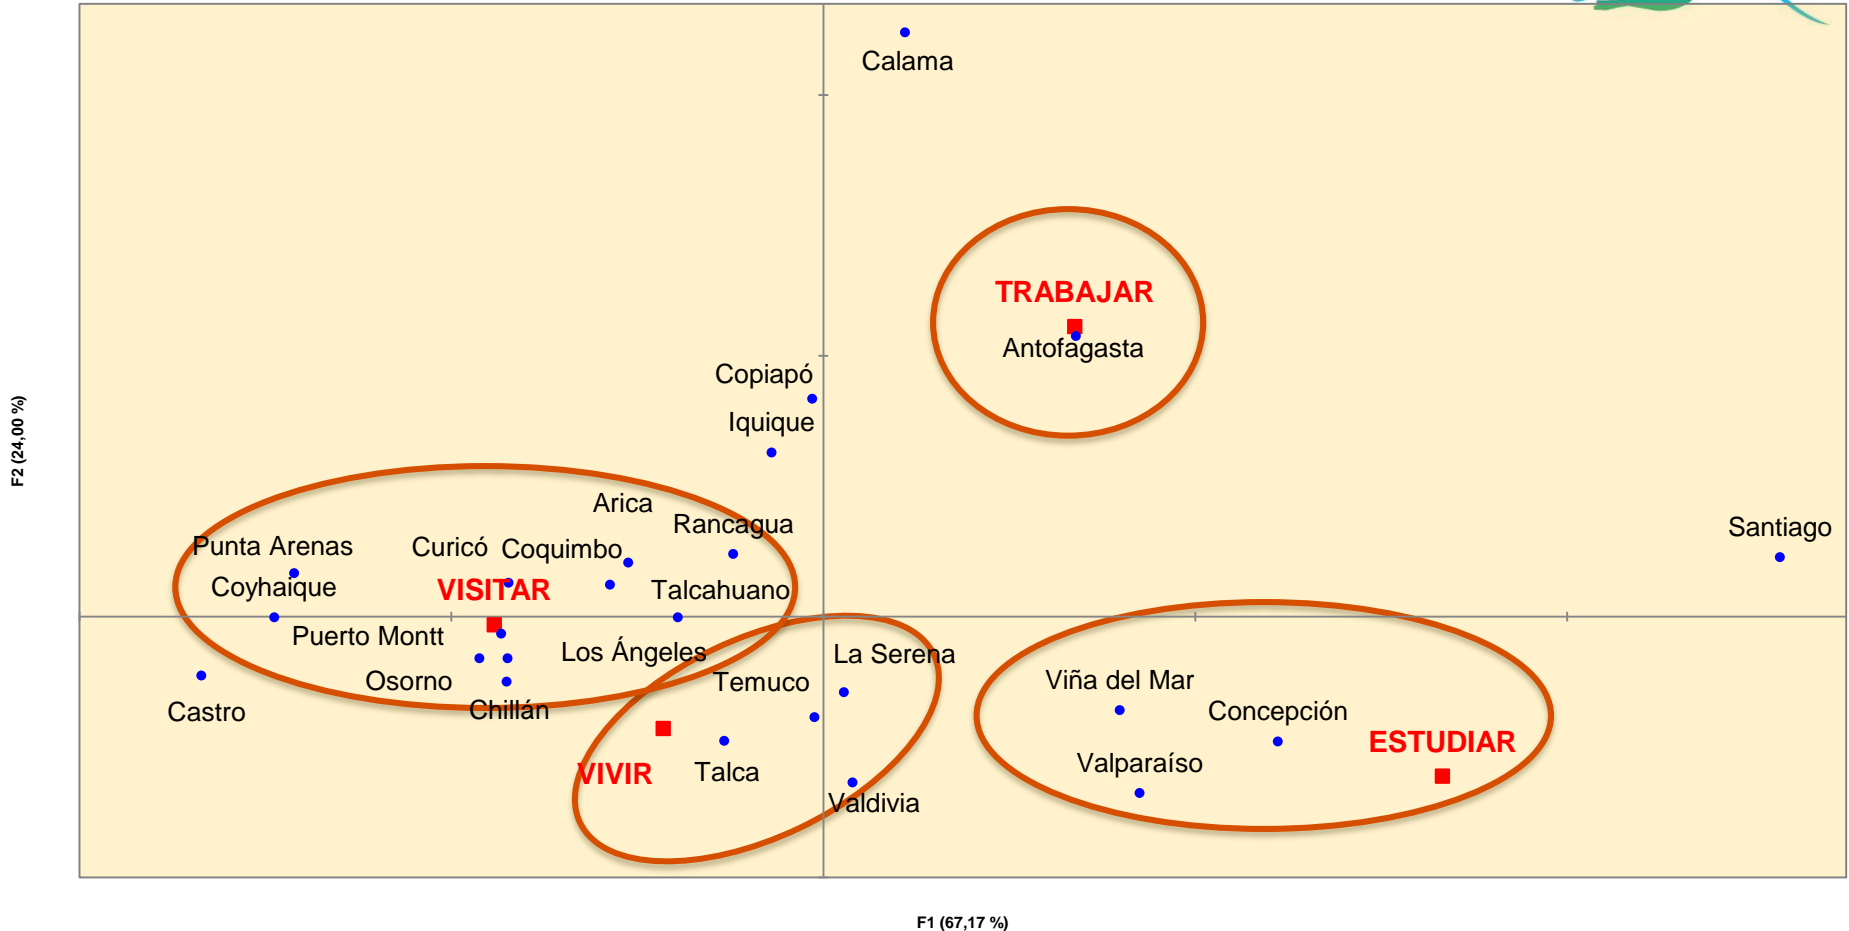 Calama
TRABAJAR
Antofagasta
Copiapó
Iquique
Arica
Rancagua
Santiago
Punta Arenas
Curicó
Coquimbo
Coyhaique
VISITAR
Talcahuano
Puerto Montt
Los Ángeles
La Serena
Osorno
Temuco
Viña del Mar
Castro
Chillán
Concepción
ESTUDIAR
VIVIR
Talca
Valparaíso
Valdivia
F2 (24,00 %)
F1 (67,17 %)